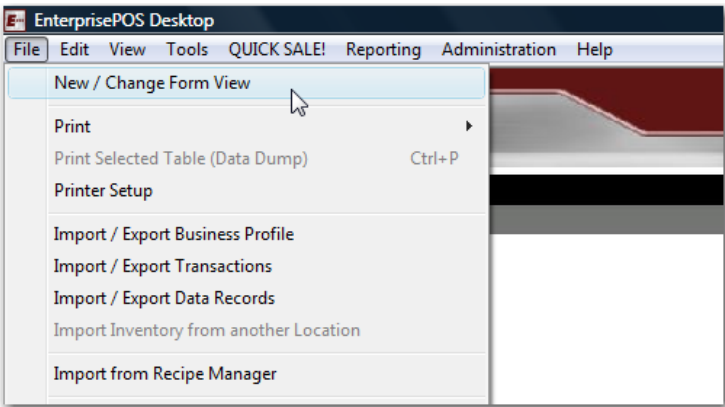 E EnterprisePOS Desktop
File Edit View Tools QUICK SALE! Reporting Administration Help
New / Change Form View
Print
Print Selected Table (Data Dump) Ctrl+P
Printer Setup
Import / Export Business Profile
Import / Export Transactions
Import / Export Data Records
Import Inventory from another Location
Import from Recipe Manager